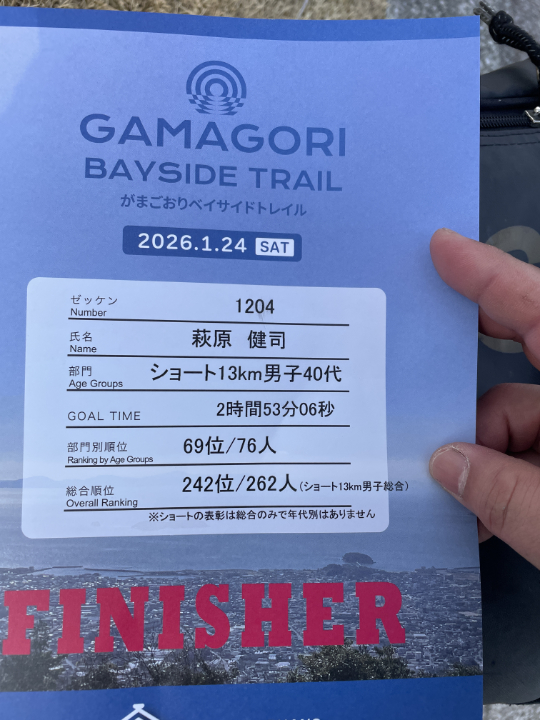 GAMAGORI
BAYSIDE TRAIL
がまごおりベイサイドトレイル
2026.1.24 SAT
ゼッケン
Number
1204
氏名
Name
萩原 健司
部門
Age Groups
ショート13km男子40代
GOAL TIME
2時間53分06秒
部門別順位
Ranking by Age Groups
69位/76人
総合順位
Overall Ranking
242位/262人(ショート13km男子総合)
※ショートの表彰は総合のみで年代別はありません
FINISHER